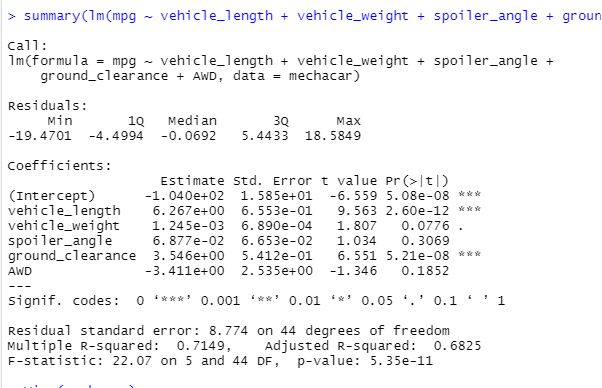 > summary(lm(mpg ~ vehicle_length + vehicle_weight + spoiler_angle + groun
Call:
lm(formula = mpg ~ vehicle_length + vehicle_weight + spoiler_angle +
    ground_clearance + AWD, data = mechacar)
Residuals:
     Min       1Q   Median       3Q      Max
-19.4701  -4.4994  -0.0692   5.4433  18.5849
Coefficients:
                   Estimate Std. Error t value Pr(>|t|)
(Intercept)      -1.040e+02  1.585e+01  -6.559 5.08e-08 ***
vehicle_length    6.267e+00  6.553e-01   9.563 2.60e-12 ***
vehicle_weight    1.245e-03  6.890e-04   1.807   0.0776 .
spoiler_angle     6.877e-02  6.653e-02   1.034   0.3069
ground_clearance  3.546e+00  5.412e-01   6.551 5.21e-08 ***
AWD              -3.411e+00  2.535e+00  -1.346   0.1852
---
Signif. codes:  0 ‘***’ 0.001 ‘**’ 0.01 ‘*’ 0.05 ‘.’ 0.1 ‘ ’ 1
Residual standard error: 8.774 on 44 degrees of freedom
Multiple R-squared:  0.7149,	Adjusted R-squared:  0.6825
F-statistic: 22.07 on 5 and 44 DF,  p-value: 5.35e-11